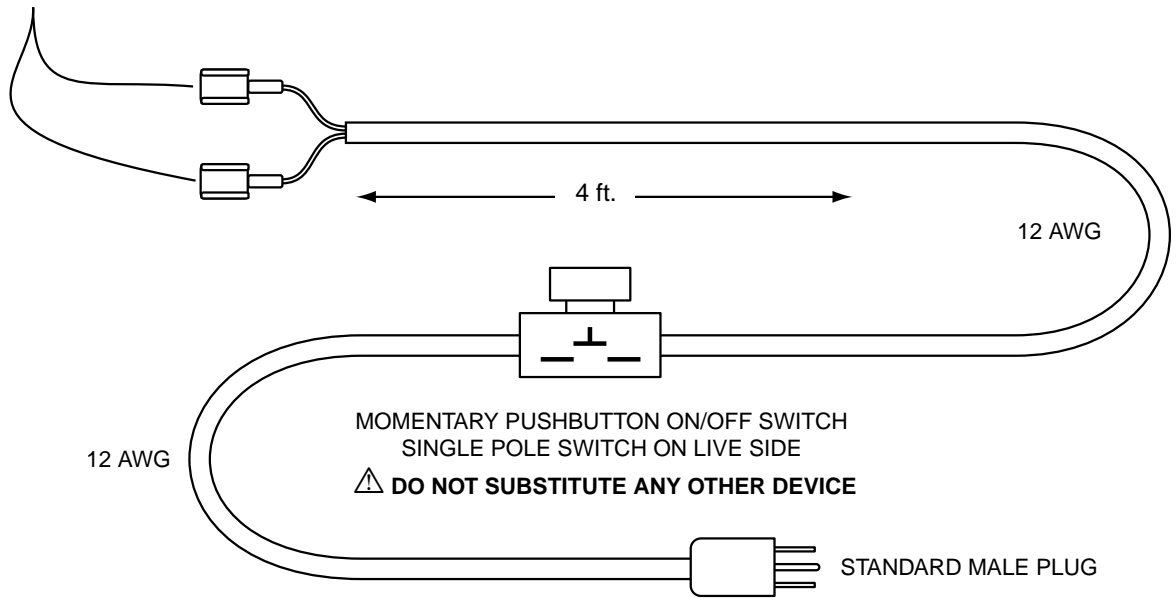 4 ft.
12 AWG
MOMENTARY PUSHBUTTON ON/OFF SWITCH
SINGLE POLE SWITCH ON LIVE SIDE
12 AWG
⚠ DO NOT SUBSTITUTE ANY OTHER DEVICE
STANDARD MALE PLUG